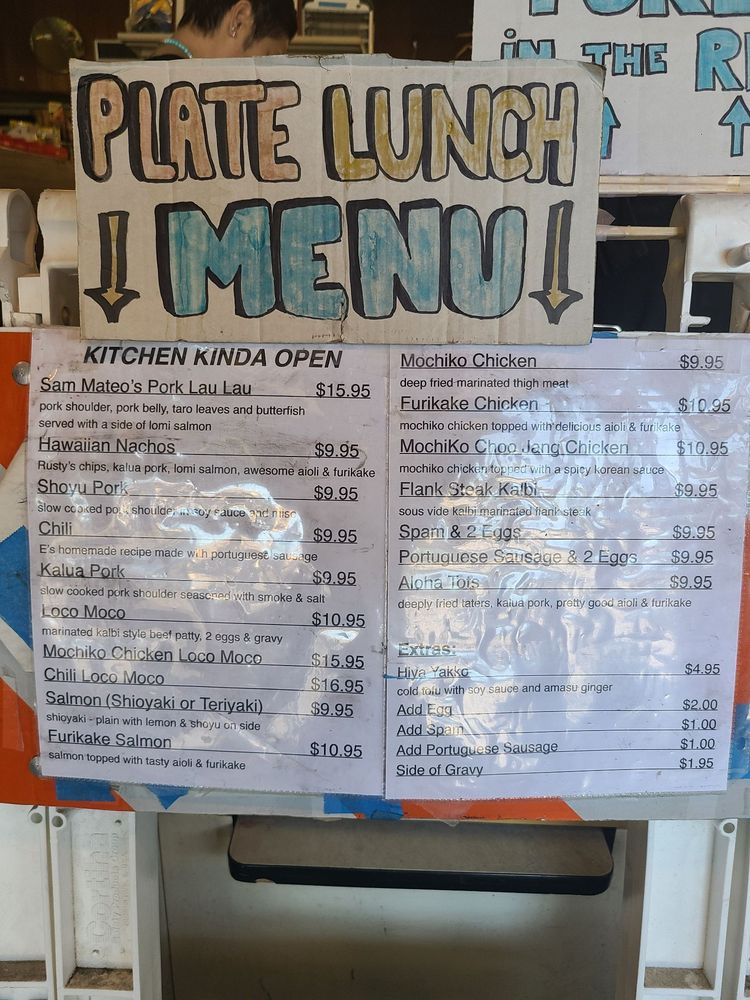 PLATE LUNCH
MENU
IN THE
KITCHEN KINDA OPEN
Sam Mateo's Pork Lau Lau $15.95
pork shoulder, pork belly, taro leaves and butterfish
served with a side of lomi salmon
Hawaiian Nachos $9.95
Rusty's chips, kalua pork, lomi salmon, awesome aioli & furikake
Shoyu Pork $9.95
slow cooked pork shoulder in soy sauce and
Chili $9.95
E's homemade recipe made with portuguese sausage
Kalua Pork $9.95
slow cooked pork shoulder seasoned with smoke & salt
Loco Moco $10.95
marinated kalbi style beef patty, 2 eggs & gravy
Mochiko Chicken Loco Moco $15.95
Chili Loco Moco $16.95
Salmon (Shioyaki or Teriyaki) $9.95
shioyaki - plain with lemon & shoyu on side
Furikake Salmon $10.95
salmon topped with tasty aioli & furikake
Mochiko Chicken $9.95
deep fried marinated thigh meat
Furikake Chicken $10.95
mochiko chicken topped with delicious aioli & furikake
MochiKo Choo Jang Chicken $10.95
mochiko chicken topped with a spicy korean sauce
Flank Steak Kalbi $9.95
sous vide kalbi marinated flank steak
Spam & 2 Eggs $9.95
Portuguese Sausage & 2 Eggs $9.95
Aloha Tots $9.95
deeply fried taters, kalua pork, pretty good aioli & furikake
Extras:
Hiya Yakko $4.95
cold tofu with soy sauce and amasu ginger
Add Egg $2.00
Add Spam $1.00
Add Portuguese Sausage $1.00
Side of Gravy $1.95